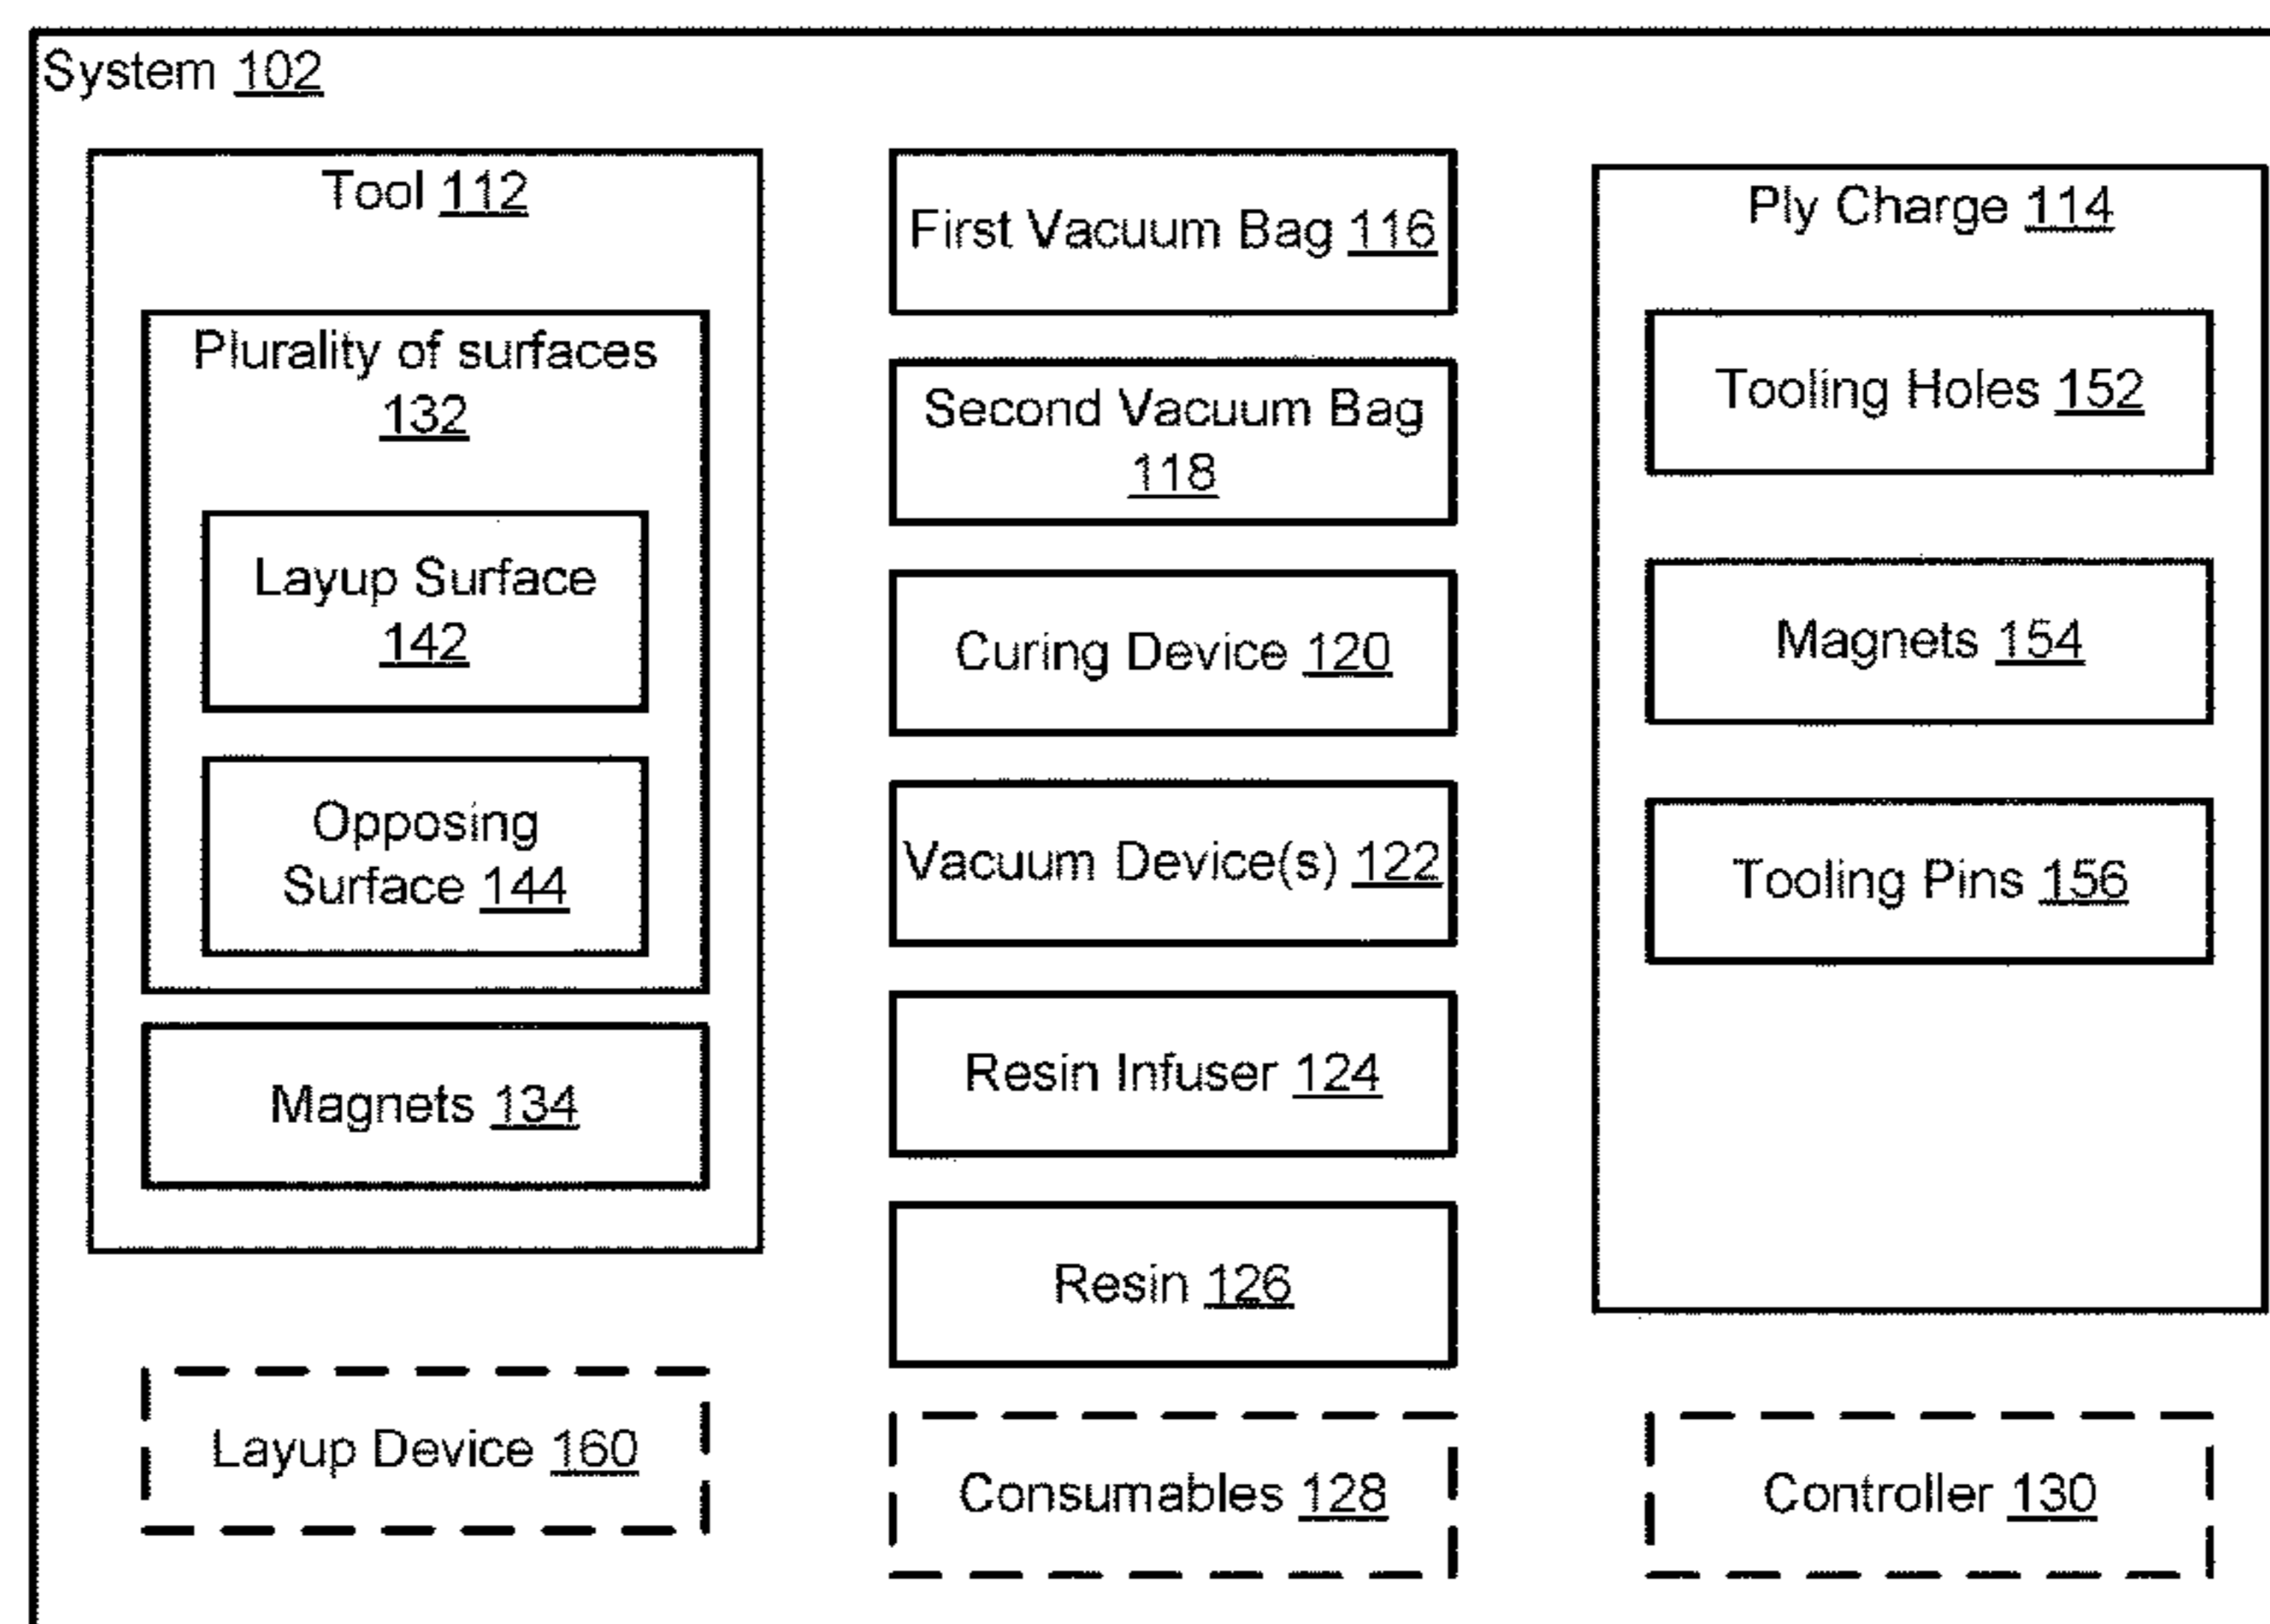 System 102
Tool 112
Plurality of surfaces
132
Layup Surface
142
Opposing
Surface 144
Magnets 134
Layup Device 160
First Vacuum Bag 116
Second Vacuum Bag
118
Curing Device 120
Vacuum Device(s) 122
Resin Infuser 124
Resin 126
Consumables 128
Ply Charge 114
Tooling Holes 152
Magnets 154
Tooling Pins 156
Controller 130